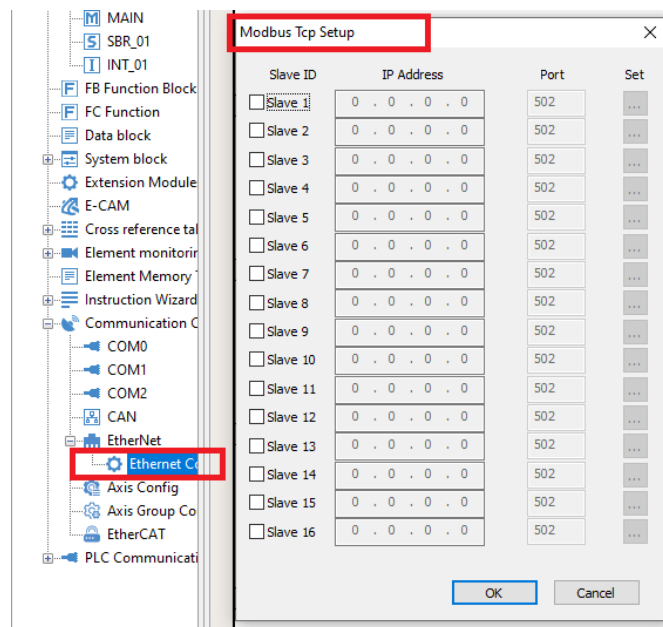 MAIN
SBR_01
INT_01
FB Function Block
FC Function
Data block
System block
Extension Module
E-CAM
Cross reference tal
Element monitorir
Element Memory
Instruction Wizard
Communication C
COM0
COM1
COM2
CAN
EtherNet
Ethernet Co
Axis Config
Axis Group Co
EtherCAT
PLC Communicati
Modbus Tcp Setup
Slave ID IP Address Port Set
Slave 1 0 . 0 . 0 . 0 502 ...
Slave 2 0 . 0 . 0 . 0 502 ...
Slave 3 0 . 0 . 0 . 0 502 ...
Slave 4 0 . 0 . 0 . 0 502 ...
Slave 5 0 . 0 . 0 . 0 502 ...
Slave 6 0 . 0 . 0 . 0 502 ...
Slave 7 0 . 0 . 0 . 0 502 ...
Slave 8 0 . 0 . 0 . 0 502 ...
Slave 9 0 . 0 . 0 . 0 502 ...
Slave 10 0 . 0 . 0 . 0 502 ...
Slave 11 0 . 0 . 0 . 0 502 ...
Slave 12 0 . 0 . 0 . 0 502 ...
Slave 13 0 . 0 . 0 . 0 502 ...
Slave 14 0 . 0 . 0 . 0 502 ...
Slave 15 0 . 0 . 0 . 0 502 ...
Slave 16 0 . 0 . 0 . 0 502 ...
OK Cancel